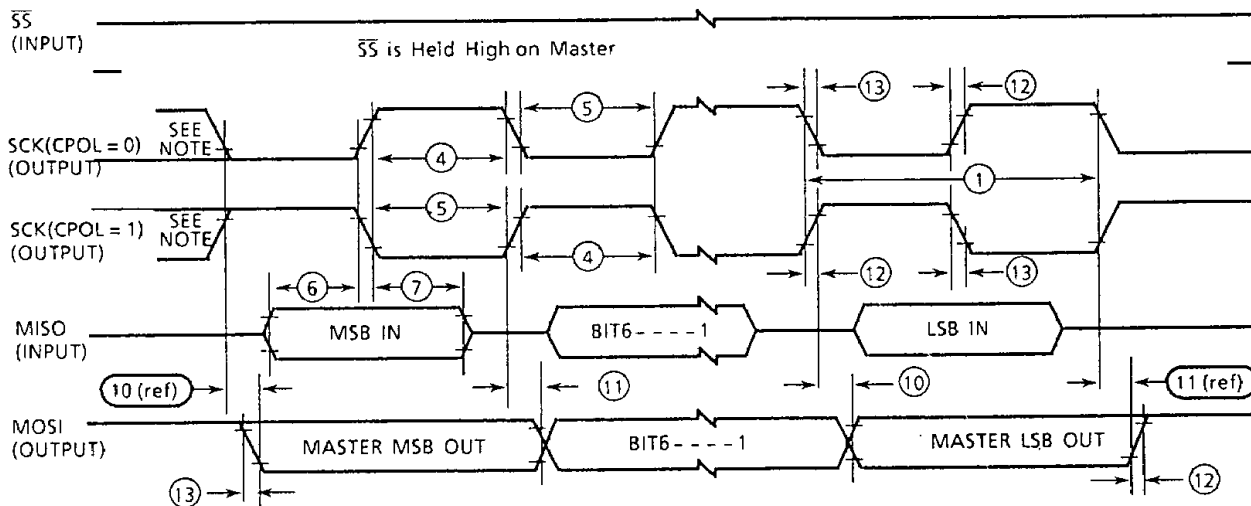 S̅S̅
(INPUT)
S̅S̅ is Held High on Master
13
12
5
SCK(CPOL = 0)
(OUTPUT)
SEE
NOTE
4
1
5
SCK(CPOL = 1)
(OUTPUT)
SEE
NOTE
4
12
13
6
7
MISO
(INPUT)
MSB IN
BIT6----1
LSB IN
10 (ref)
11
10
11 (ref)
MOSI
(OUTPUT)
MASTER MSB OUT
BIT6----1
MASTER LSB OUT
13
12